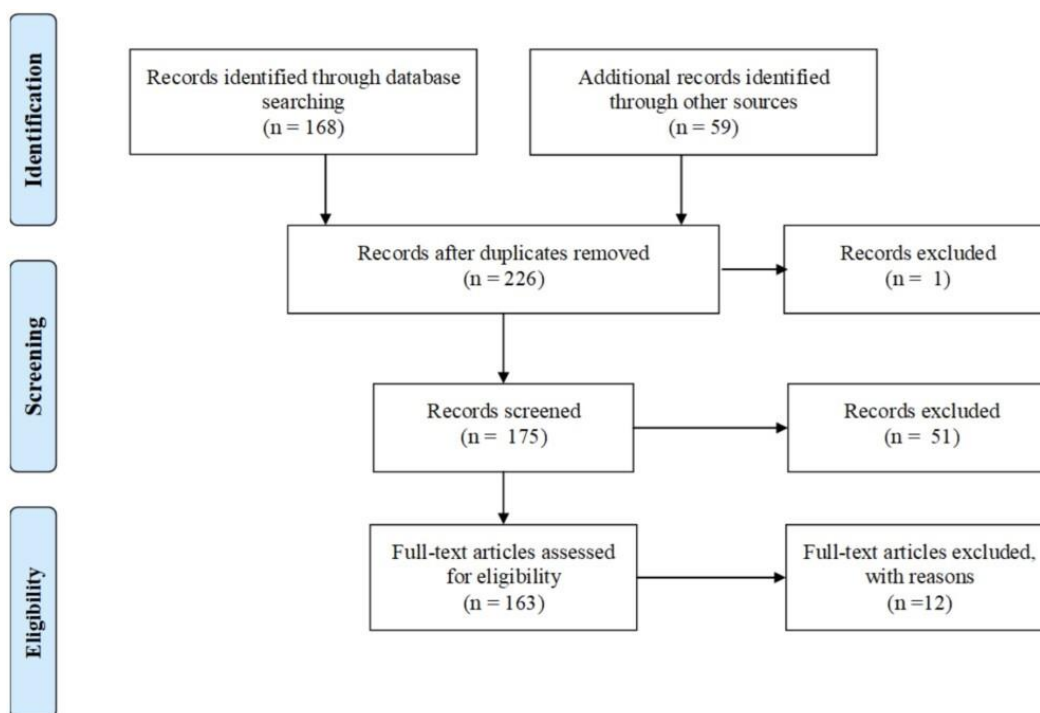 Identification
Records identified through database
searching
(n = 168)
Additional records identified
through other sources
(n = 59)
Records after duplicates removed
(n = 226)
Records excluded
(n = 1)
Screening
Records screened
(n = 175)
Records excluded
(n = 51)
Eligibility
Full-text articles assessed
for eligibility
(n = 163)
Full-text articles excluded,
with reasons
(n =12)